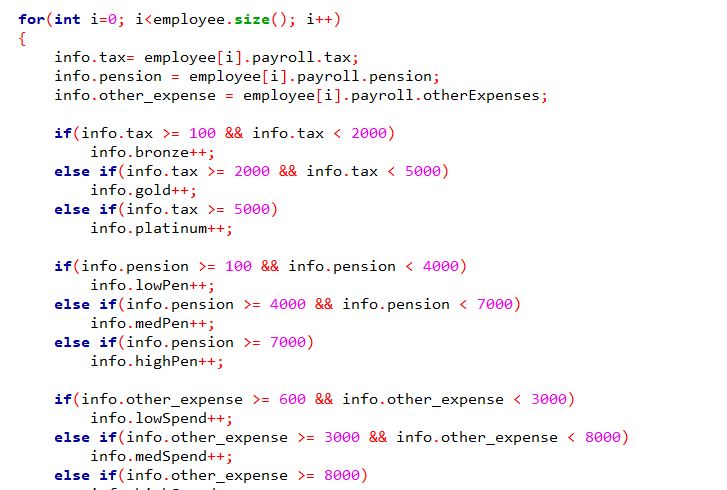 for(int i=0; i<employee.size(); i++)
{
    info.tax= employee[i].payroll.tax;
    info.pension = employee[i].payroll.pension;
    info.other_expense = employee[i].payroll.otherExpenses;

    if(info.tax >= 100 && info.tax < 2000)
        info.bronze++;
    else if(info.tax >= 2000 && info.tax < 5000)
        info.gold++;
    else if(info.tax >= 5000)
        info.platinum++;

    if(info.pension >= 100 && info.pension < 4000)
        info.lowPen++;
    else if(info.pension >= 4000 && info.pension < 7000)
        info.medPen++;
    else if(info.pension >= 7000)
        info.highPen++;

    if(info.other_expense >= 600 && info.other_expense < 3000)
        info.lowSpend++;
    else if(info.other_expense >= 3000 && info.other_expense < 8000)
        info.medSpend++;
    else if(info.other_expense >= 8000)